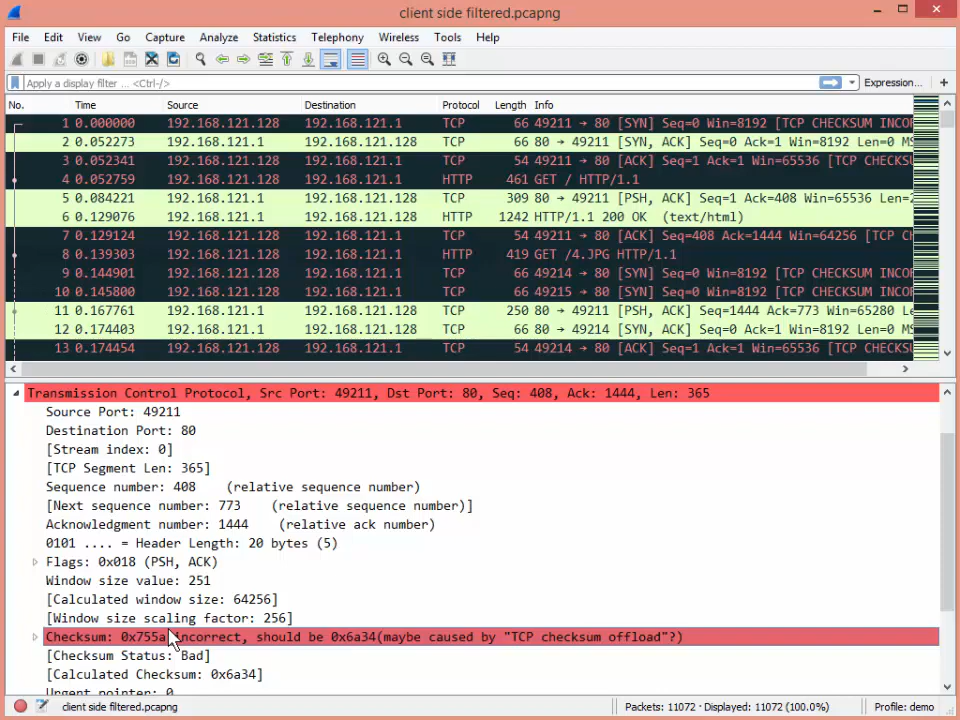 client side filtered.pcapng
File Edit View Go Capture Analyze Statistics Telephony Wireless Tools Help
Apply a display filter ... <Ctrl-/> Expression... +
No. Time Source Destination Protocol Length Info
1 0.000000 192.168.121.128 192.168.121.1 TCP 66 49211 → 80 [SYN] Seq=0 Win=8192 [TCP CHECKSUM INCOR
2 0.052273 192.168.121.1 192.168.121.128 TCP 66 80 → 49211 [SYN, ACK] Seq=0 Ack=1 Win=8192 Len=0 MS
3 0.052341 192.168.121.128 192.168.121.1 TCP 54 49211 → 80 [ACK] Seq=1 Ack=1 Win=65536 [TCP CHECKSU
4 0.052759 192.168.121.128 192.168.121.1 HTTP 461 GET / HTTP/1.1
5 0.084221 192.168.121.1 192.168.121.128 TCP 309 80 → 49211 [PSH, ACK] Seq=1 Ack=408 Win=65536 Len=2
6 0.129076 192.168.121.1 192.168.121.128 HTTP 1242 HTTP/1.1 200 OK (text/html)
7 0.129124 192.168.121.128 192.168.121.1 TCP 54 49211 → 80 [ACK] Seq=408 Ack=1444 Win=64256 [TCP CH
8 0.139303 192.168.121.128 192.168.121.1 HTTP 419 GET /4.JPG HTTP/1.1
9 0.144901 192.168.121.128 192.168.121.1 TCP 66 49214 → 80 [SYN] Seq=0 Win=8192 [TCP CHECKSUM INCOR
10 0.145800 192.168.121.128 192.168.121.1 TCP 66 49215 → 80 [SYN] Seq=0 Win=8192 [TCP CHECKSUM INCOR
11 0.167761 192.168.121.1 192.168.121.128 TCP 250 80 → 49211 [PSH, ACK] Seq=1444 Ack=773 Win=65280 Le
12 0.174403 192.168.121.1 192.168.121.128 TCP 66 80 → 49214 [SYN, ACK] Seq=0 Ack=1 Win=8192 Len=0 MS
13 0.174454 192.168.121.128 192.168.121.1 TCP 54 49214 → 80 [ACK] Seq=1 Ack=1 Win=65536 [TCP CHECKSU
Transmission Control Protocol, Src Port: 49211, Dst Port: 80, Seq: 408, Ack: 1444, Len: 365
Source Port: 49211
Destination Port: 80
[Stream index: 0]
[TCP Segment Len: 365]
Sequence number: 408 (relative sequence number)
[Next sequence number: 773 (relative sequence number)]
Acknowledgment number: 1444 (relative ack number)
0101 .... = Header Length: 20 bytes (5)
Flags: 0x018 (PSH, ACK)
Window size value: 251
[Calculated window size: 64256]
[Window size scaling factor: 256]
Checksum: 0x755a incorrect, should be 0x6a34(maybe caused by "TCP checksum offload"?)
[Checksum Status: Bad]
[Calculated Checksum: 0x6a34]
Urgent pointer: 0
client side filtered.pcapng Packets: 11072 · Displayed: 11072 (100.0%) Profile: demo